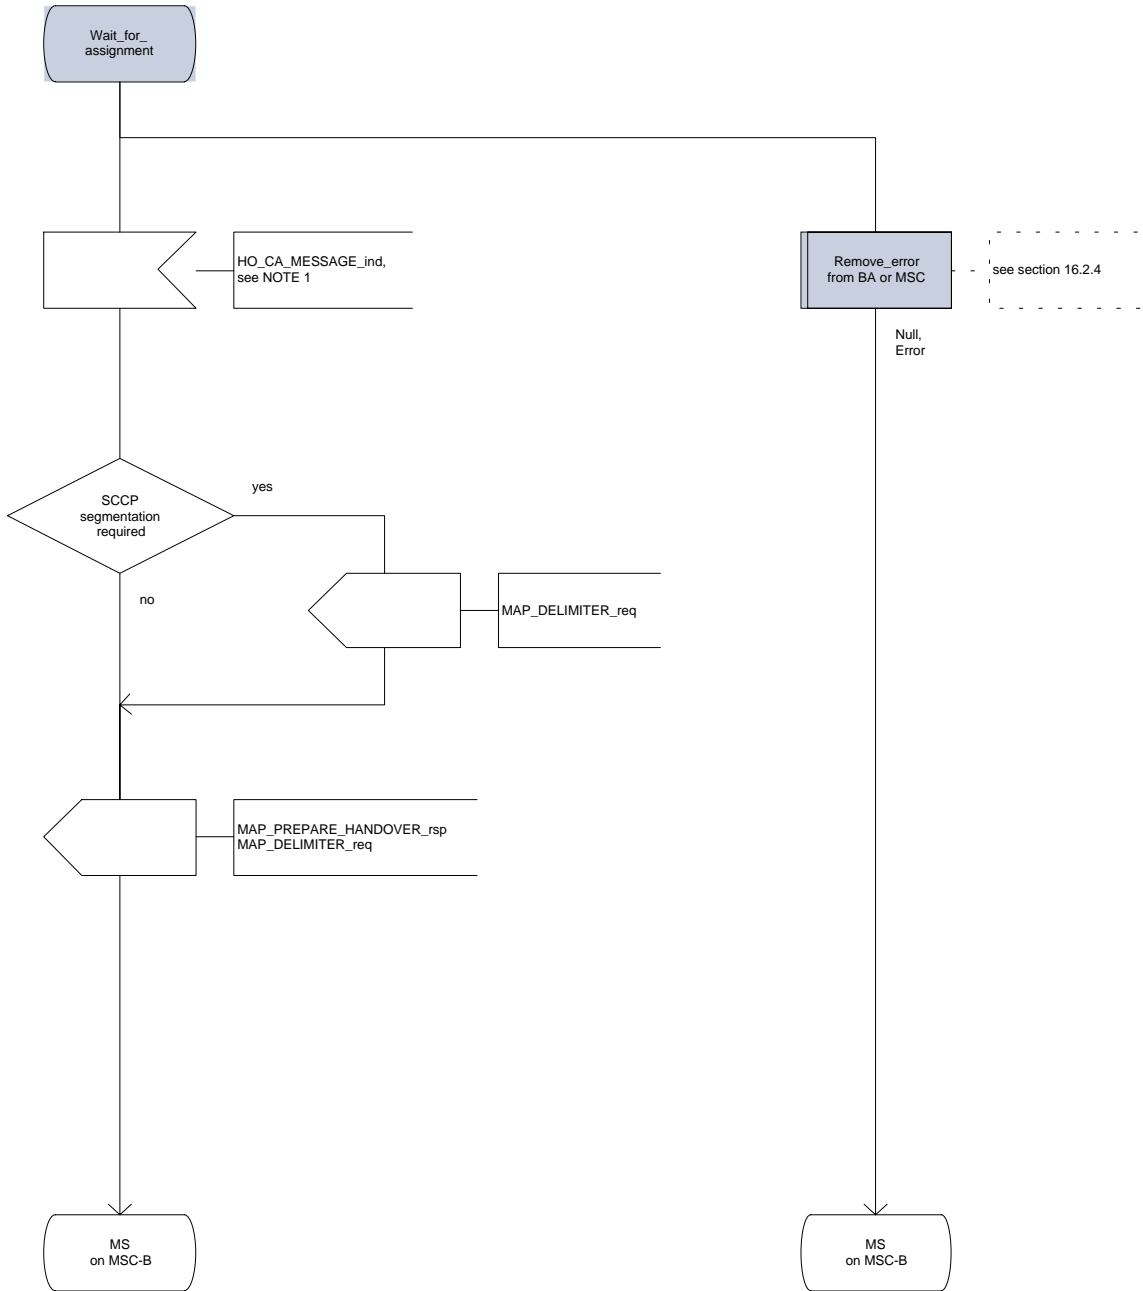 Wait_for_
assignment
HO_CA_MESSAGE_ind,
see NOTE 1
Remove_error
from BA or MSC
see section 16.2.4
Null,
Error
SCCP
segmentation
required
yes
no
MAP_DELIMITER_req
MAP_PREPARE_HANDOVER_rsp
MAP_DELIMITER_req
MS
on MSC-B
MS
on MSC-B